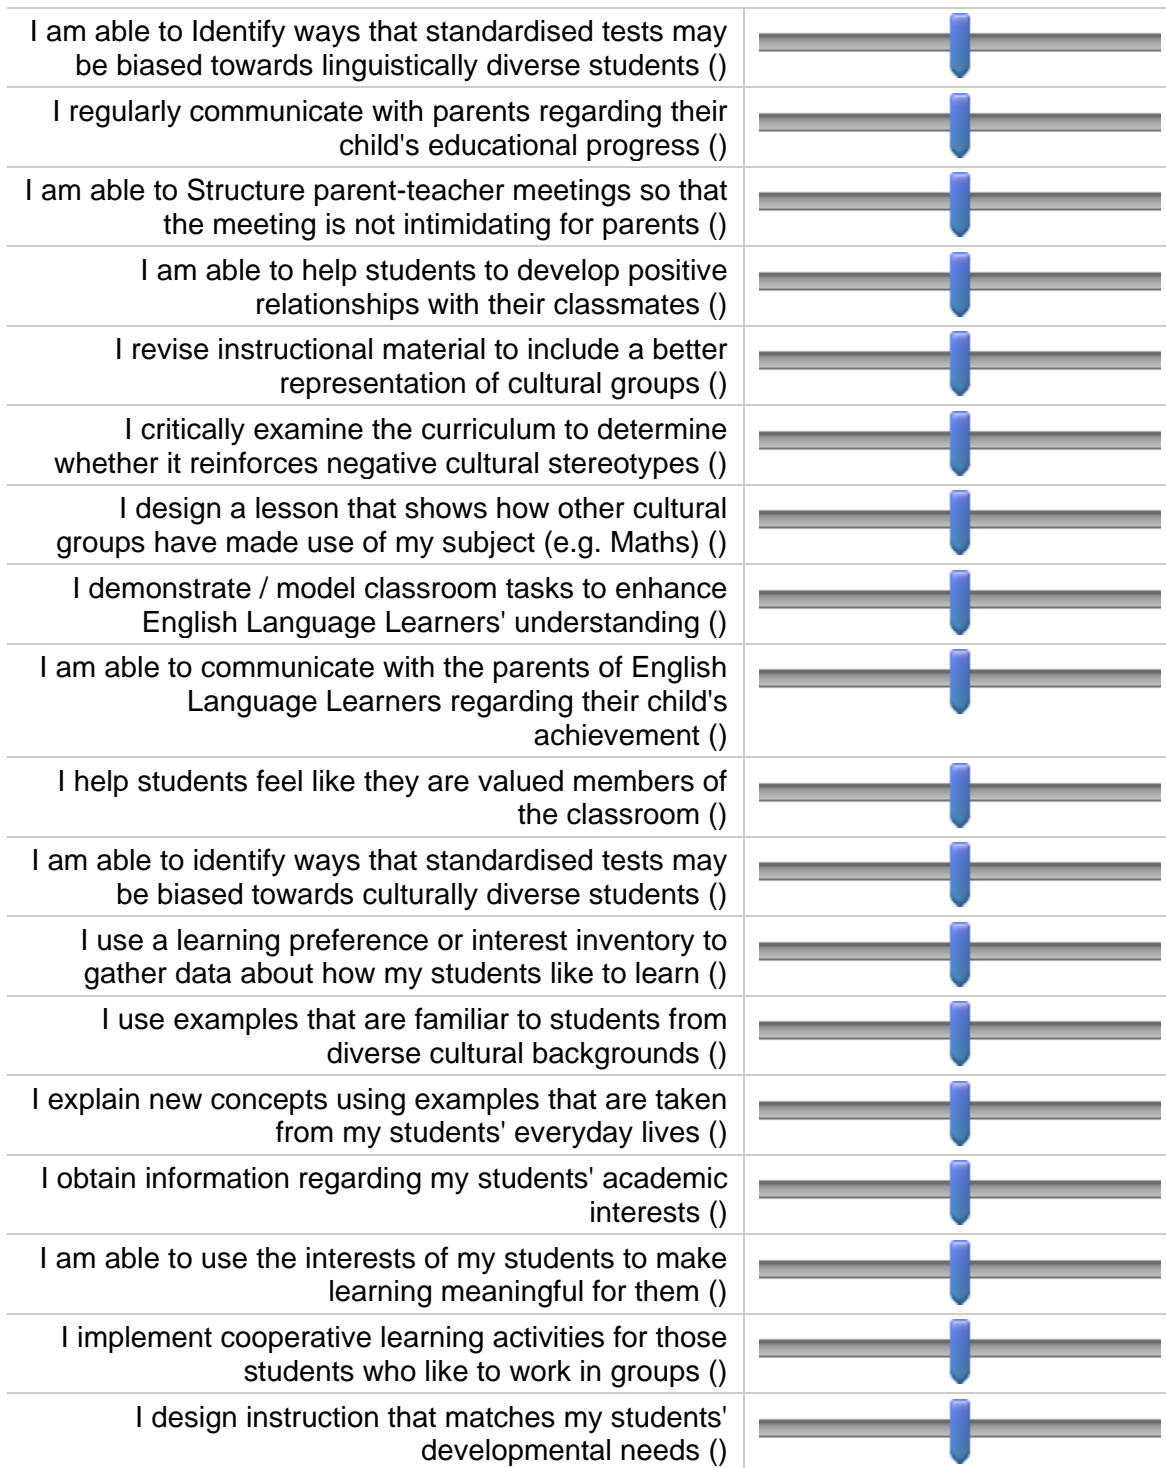 I am able to Identify ways that standardised tests may
be biased towards linguistically diverse students ()
I regularly communicate with parents regarding their
child's educational progress ()
I am able to Structure parent-teacher meetings so that
the meeting is not intimidating for parents ()
I am able to help students to develop positive
relationships with their classmates ()
I revise instructional material to include a better
representation of cultural groups ()
I critically examine the curriculum to determine
whether it reinforces negative cultural stereotypes ()
I design a lesson that shows how other cultural
groups have made use of my subject (e.g. Maths) ()
I demonstrate / model classroom tasks to enhance
English Language Learners' understanding ()
I am able to communicate with the parents of English
Language Learners regarding their child's
achievement ()
I help students feel like they are valued members of
the classroom ()
I am able to identify ways that standardised tests may
be biased towards culturally diverse students ()
I use a learning preference or interest inventory to
gather data about how my students like to learn ()
I use examples that are familiar to students from
diverse cultural backgrounds ()
I explain new concepts using examples that are taken
from my students' everyday lives ()
I obtain information regarding my students' academic
interests ()
I am able to use the interests of my students to make
learning meaningful for them ()
I implement cooperative learning activities for those
students who like to work in groups ()
I design instruction that matches my students'
developmental needs ()